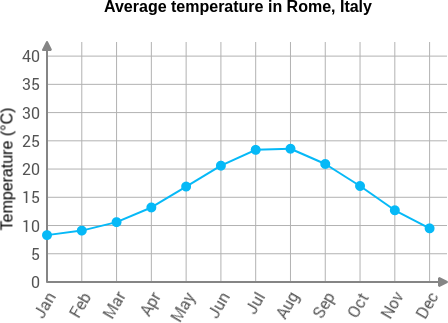 Average temperature in Rome, Italy
Temperature (°C)
40
35
30
25
20
15
10
5
0
Jan
Feb
Mar
Apr
May
Jun
Jul
Aug
Sep
Oct
Nov
Dec